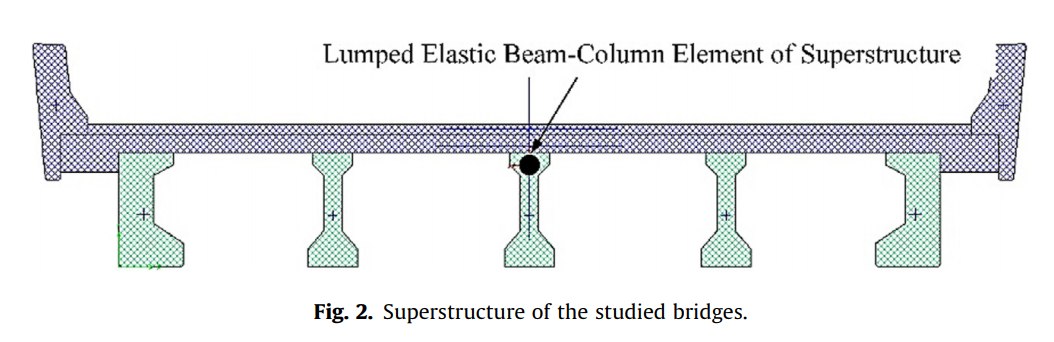 Lumped Elastic Beam-Column Element of Superstructure
Fig. 2. Superstructure of the studied bridges.